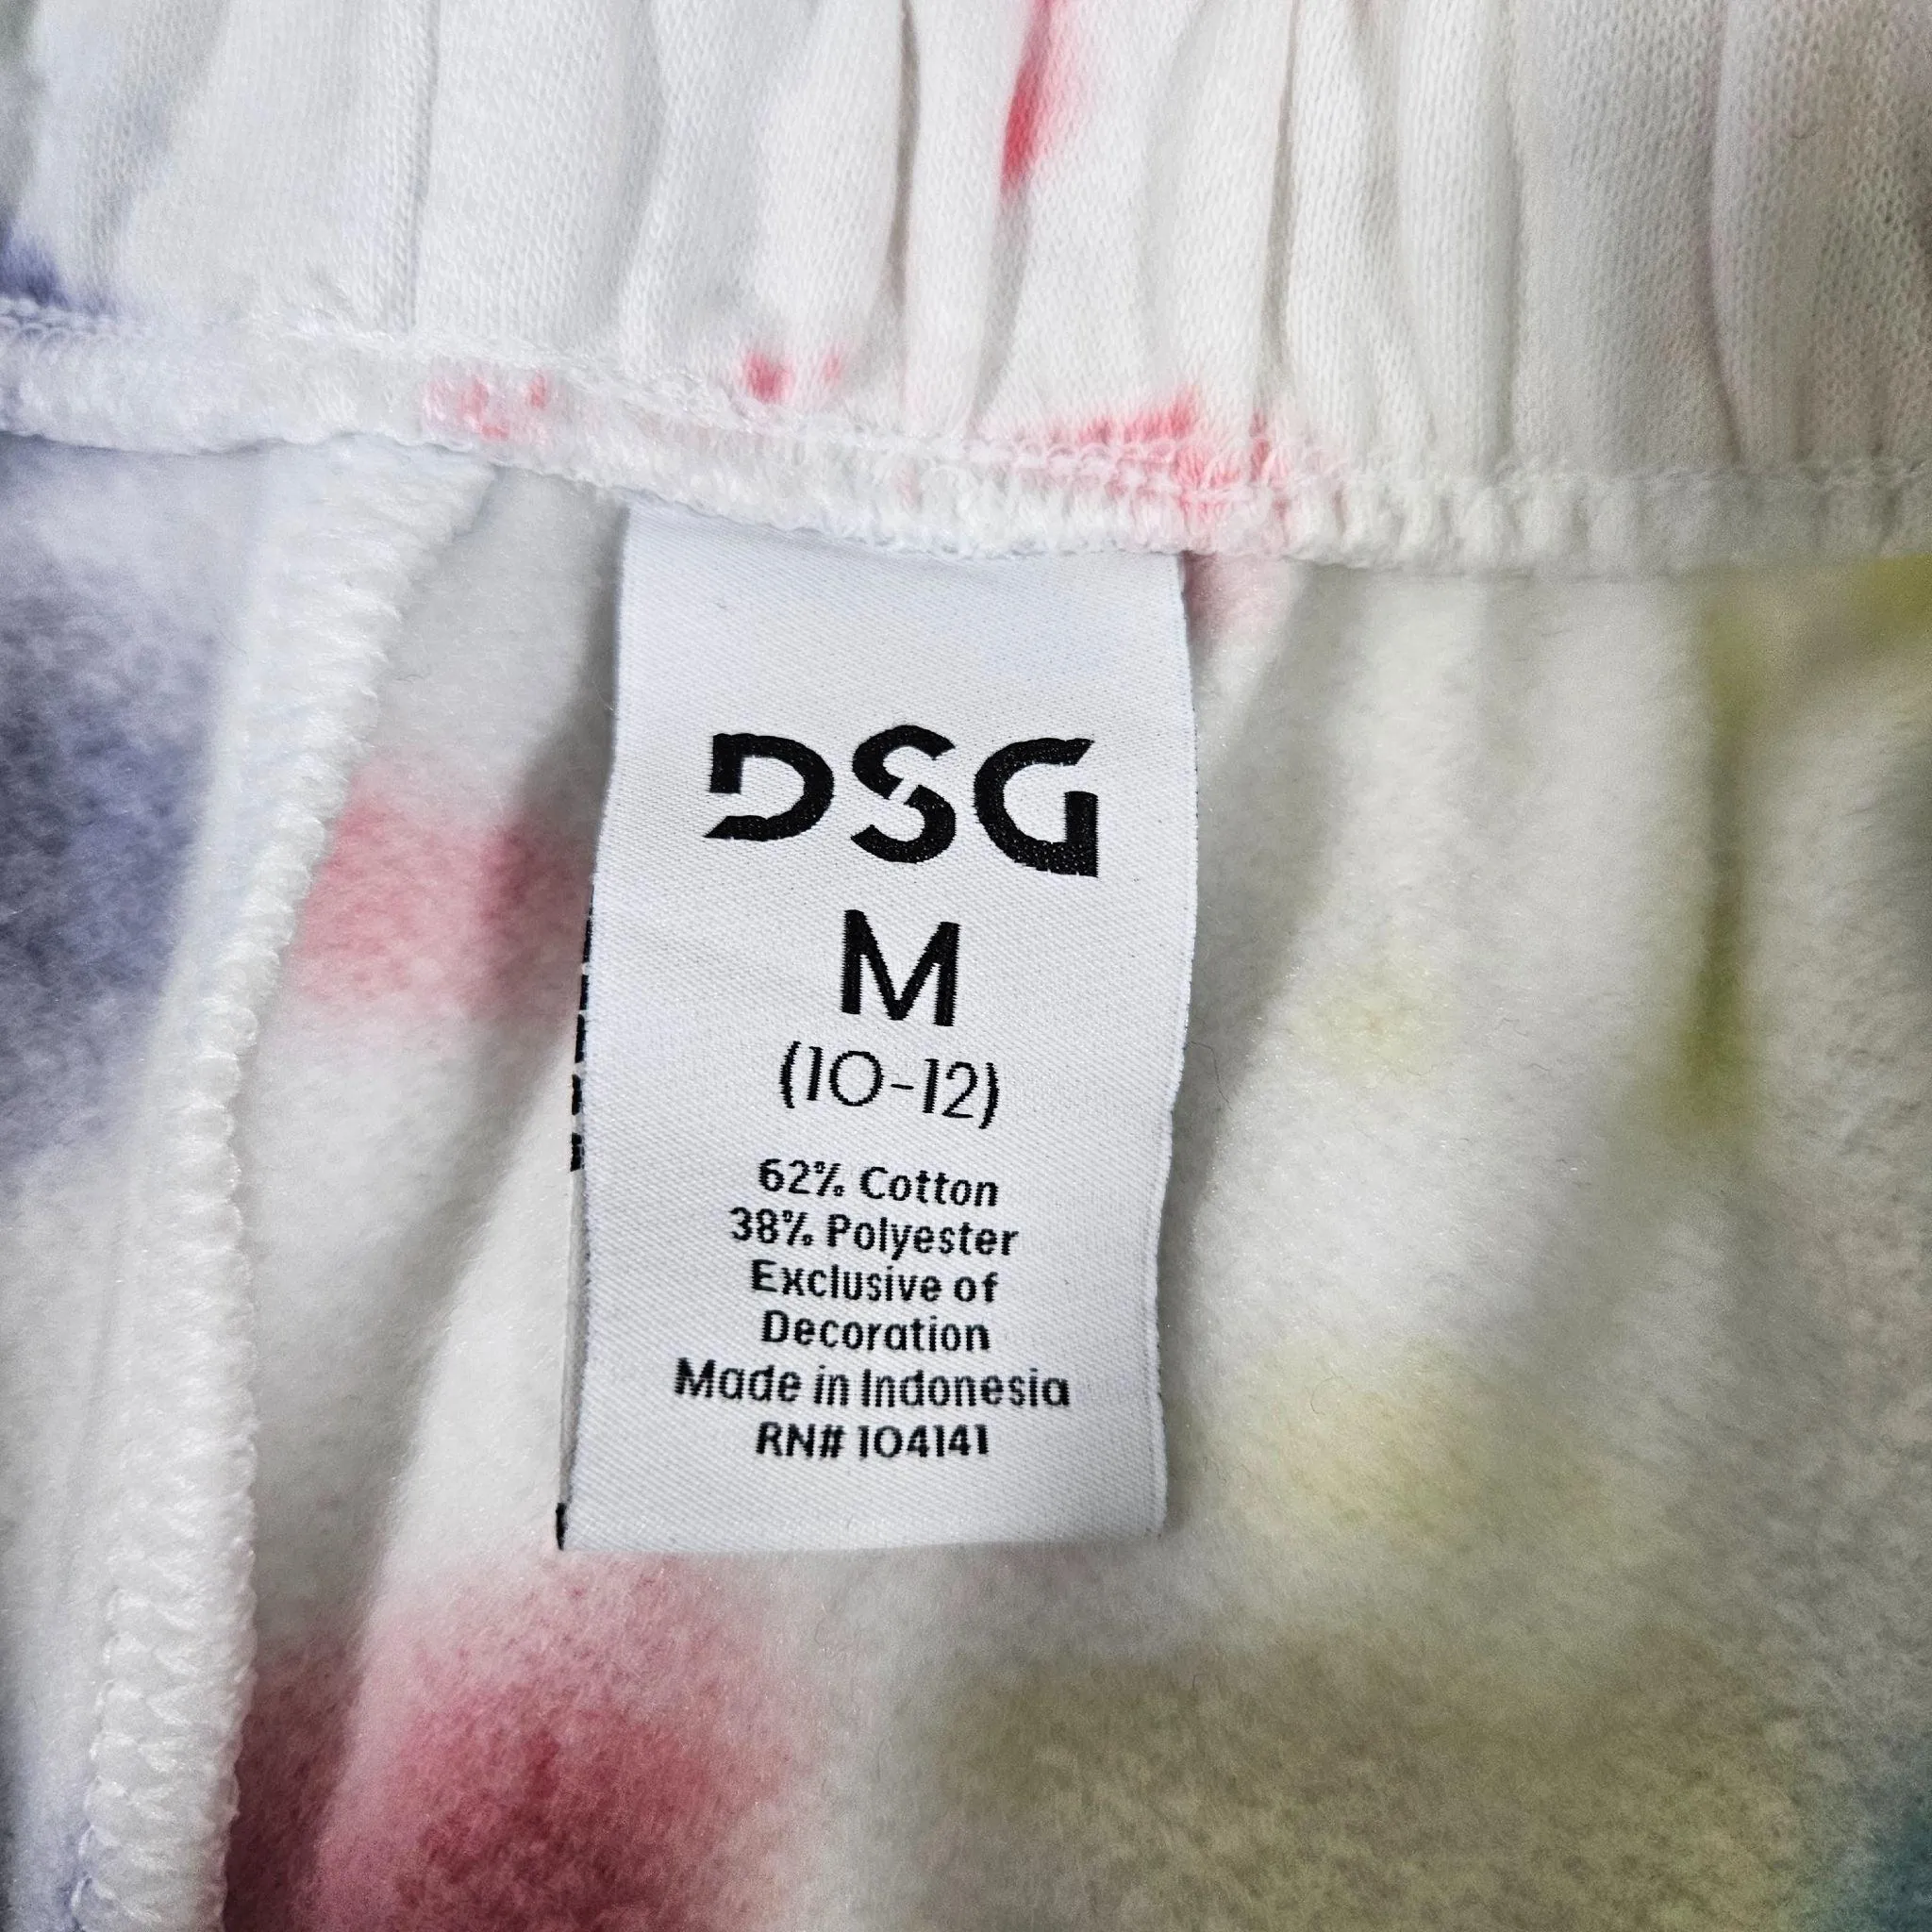 DSG
M
(10-12)
62% Cotton
38% Polyester
Exclusive of
Decoration
Made in Indonesia
RN# 104141